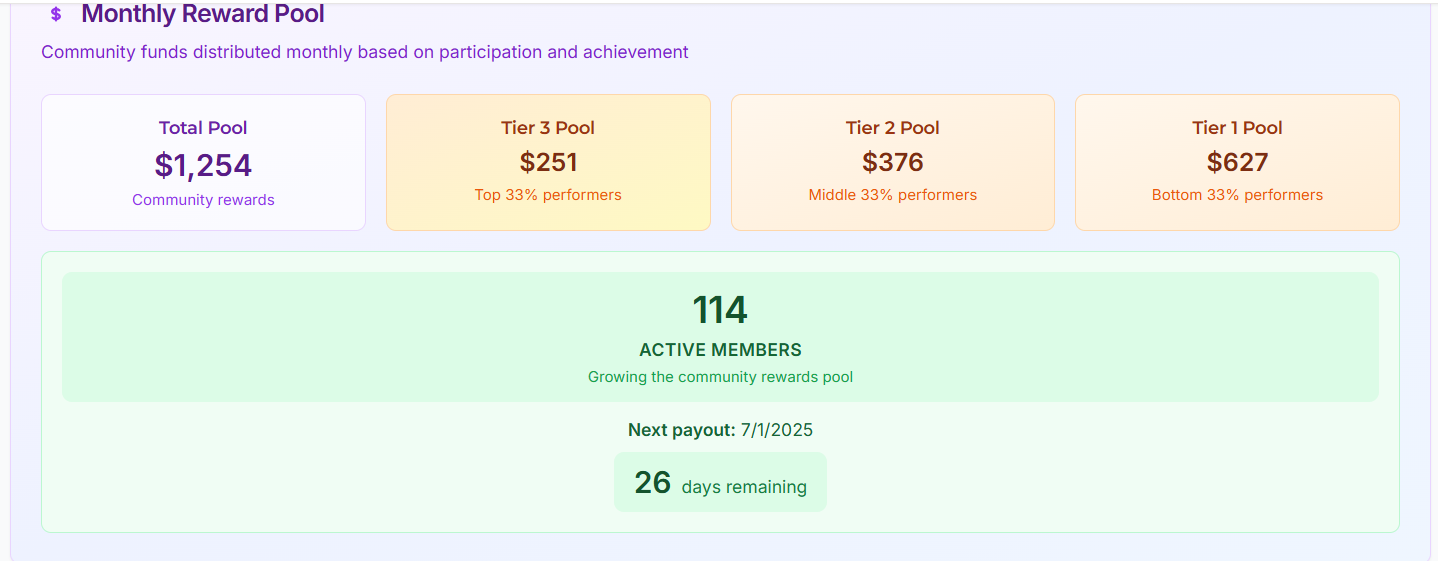 $ Monthly Reward Pool
Community funds distributed monthly based on participation and achievement
Total Pool
$1,254
Community rewards
Tier 3 Pool
$251
Top 33% performers
Tier 2 Pool
$376
Middle 33% performers
Tier 1 Pool
$627
Bottom 33% performers
114
ACTIVE MEMBERS
Growing the community rewards pool
Next payout: 7/1/2025
26 days remaining